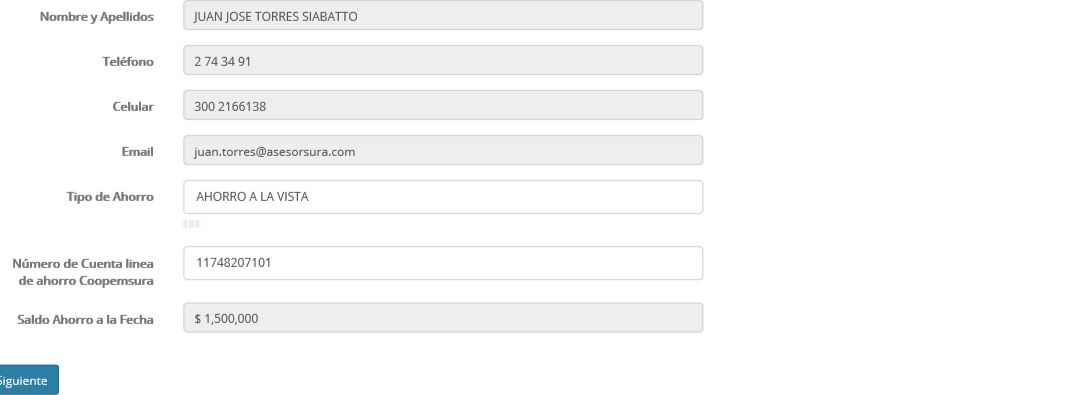 Nombre y Apellidos JUAN JOSE TORRES SIABATTO
Teléfono 2 74 34 91
Celular 300 2166138
Email juan.torres@asesorsura.com
Tipo de Ahorro AHORRO A LA VISTA
Número de Cuenta linea
de ahorro Coopemsura 11748207101
Saldo Ahorro a la Fecha $ 1,500,000
Siguiente